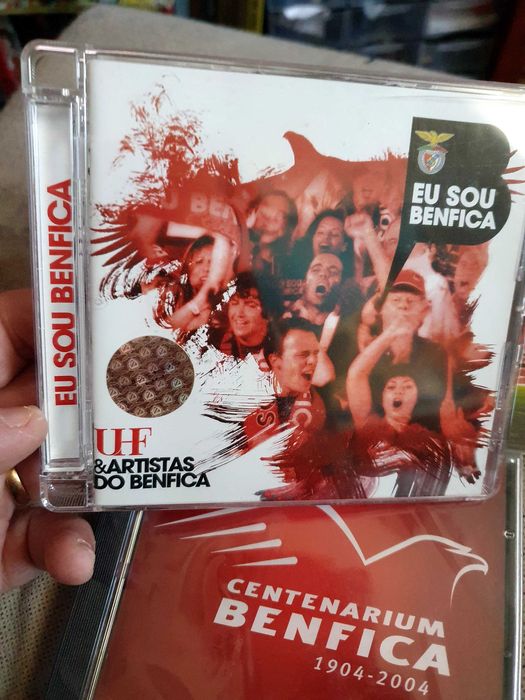 EU SOU BENFICA
EU SOU
BENFICA
UHF
&ARTISTAS
DO BENFICA
CENTENARIUM
BENFICA
1904-2004